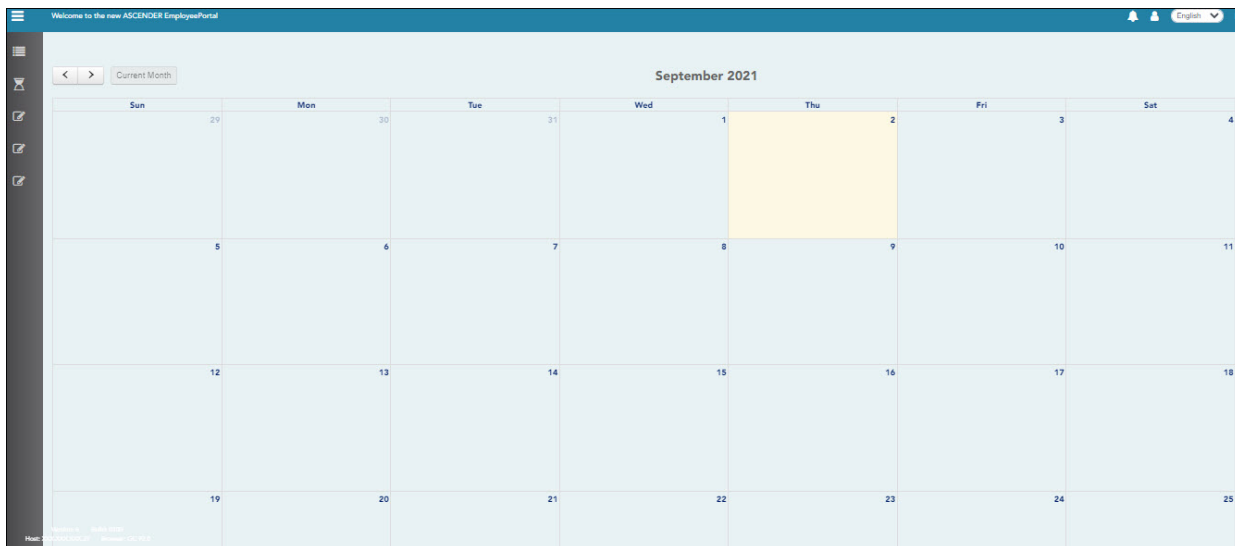 Welcome to the new ASCENDER EmployeePortal
English
Current Month
September 2021
Sun Mon Tue Wed Thu Fri Sat
29 30 31 1 2 3 4
5 6 7 8 9 10 11
12 13 14 15 16 17 18
19 20 21 22 23 24 25
Host: